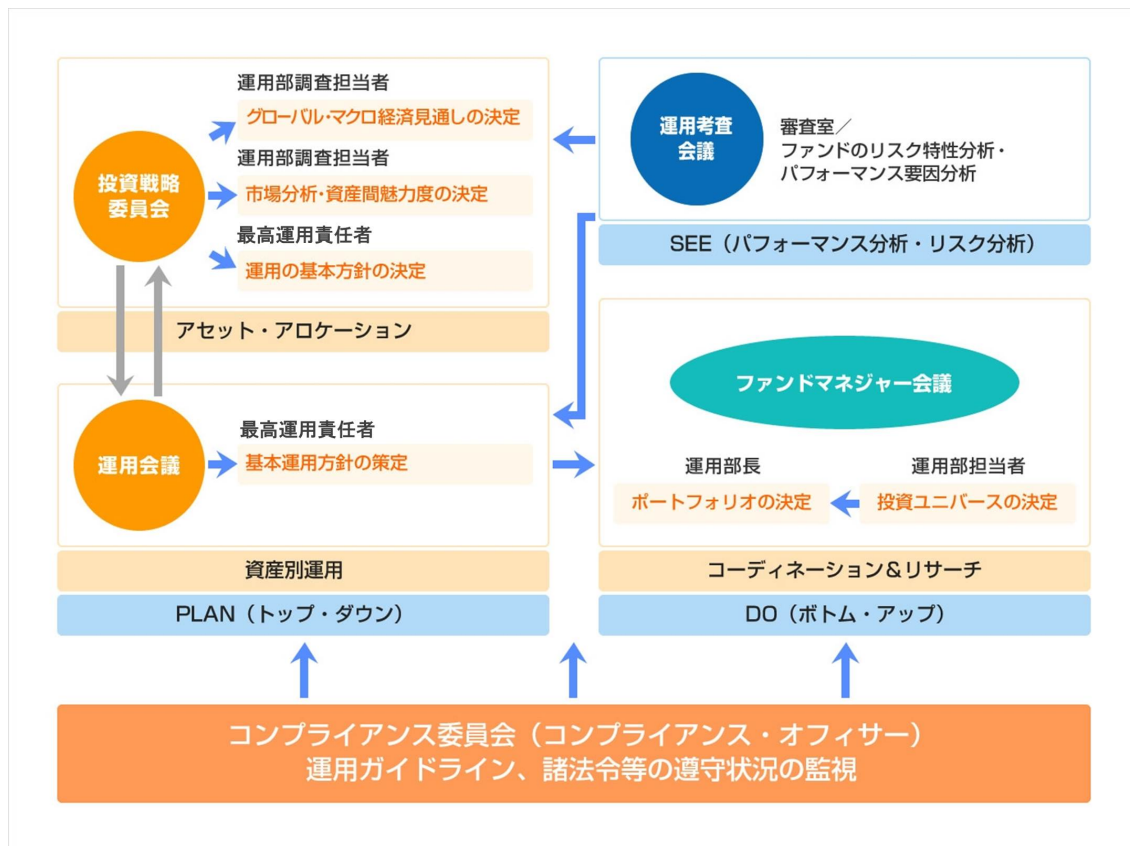 運用部調査担当者
グローバル・マクロ経済見通しの決定
投資戦略
委員会
運用部調査担当者
市場分析・資産間魅力度の決定
最高運用責任者
運用の基本方針の決定
アセット・アロケーション
運用考査
会議
審査室／
ファンドのリスク特性分析・
パフォーマンス要因分析
SEE（パフォーマンス分析・リスク分析）
運用会議
最高運用責任者
基本運用方針の策定
資産別運用
PLAN（トップ・ダウン）
ファンドマネジャー会議
運用部長
ポートフォリオの決定
運用部担当者
投資ユニバースの決定
コーディネーション＆リサーチ
DO（ボトム・アップ）
コンプライアンス委員会（コンプライアンス・オフィサー）
運用ガイドライン、諸法令等の遵守状況の監視